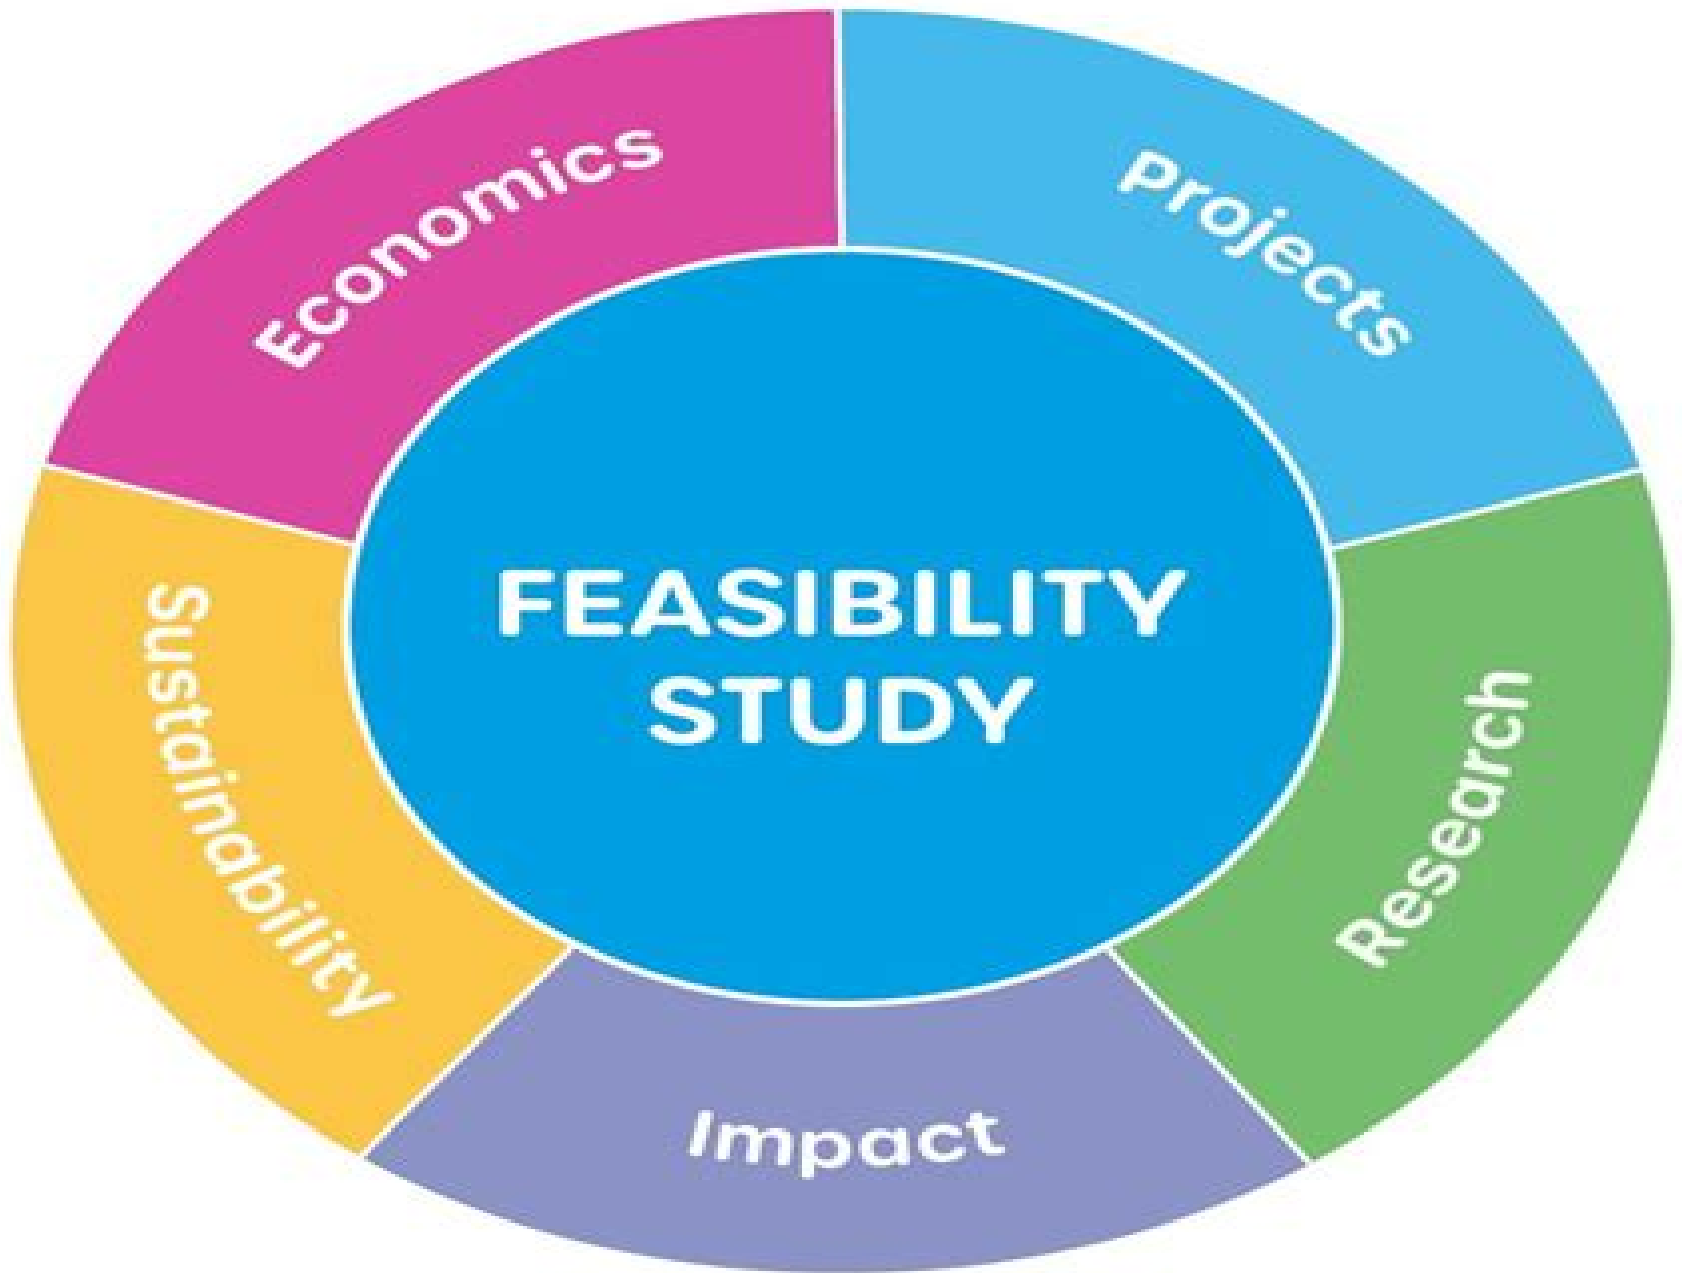 Economics
Projects
FEASIBILITY
STUDY
Sustainability
Research
Impact